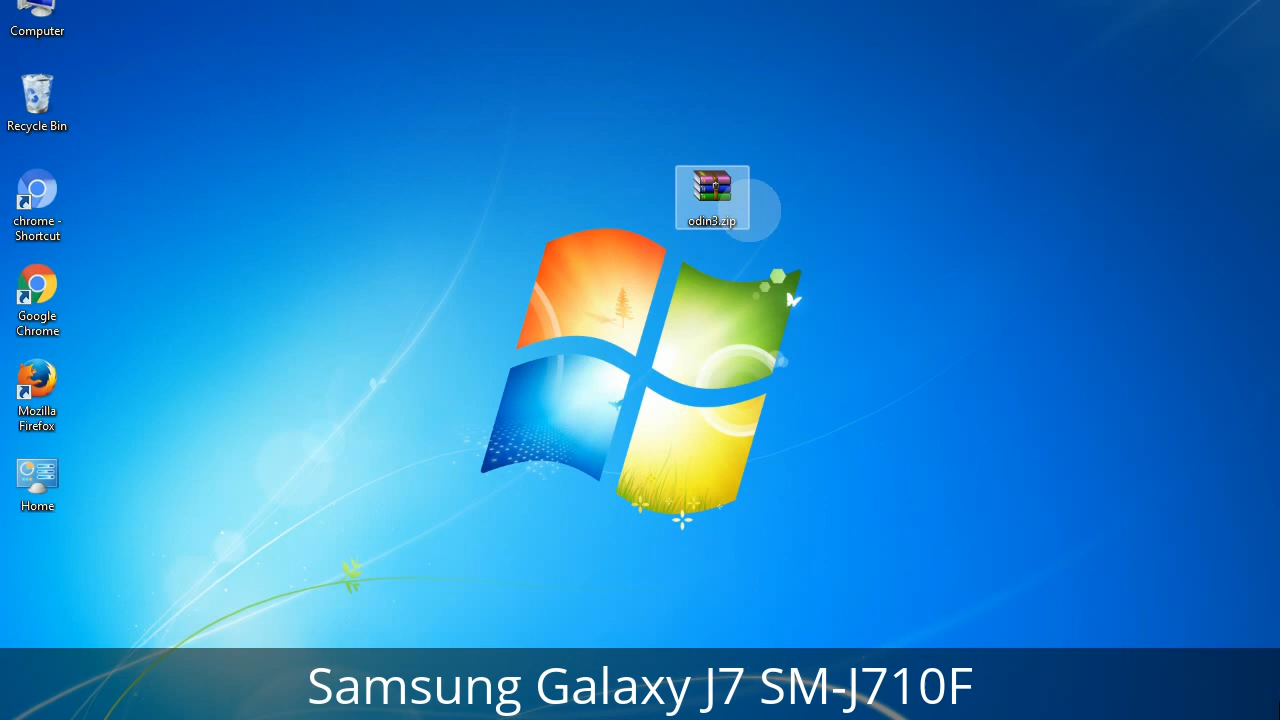 Computer
Recycle Bin
chrome -
Shortcut
Google
Chrome
Mozilla
Firefox
Home
odin3.zip
Samsung Galaxy J7 SM-J710F